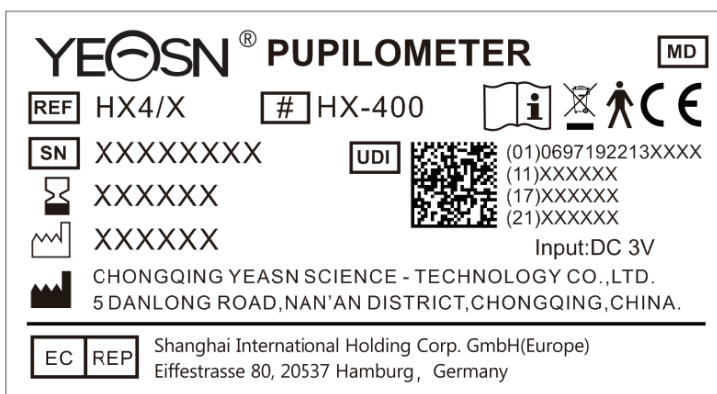 YEASN® PUPILOMETER
MD
REF HX4/X # HX-400
CE
SN XXXXXXXX
UDI
(01)0697192213XXXX
(11)XXXXXX
(17)XXXXXX
(21)XXXXXX
XXXXXX
XXXXXX
Input:DC 3V
CHONGQING YEASN SCIENCE - TECHNOLOGY CO.,LTD.
5 DANLONG ROAD,NAN'AN DISTRICT,CHONGQING,CHINA.
EC REP
Shanghai International Holding Corp. GmbH(Europe)
Eiffestrasse 80, 20537 Hamburg, Germany